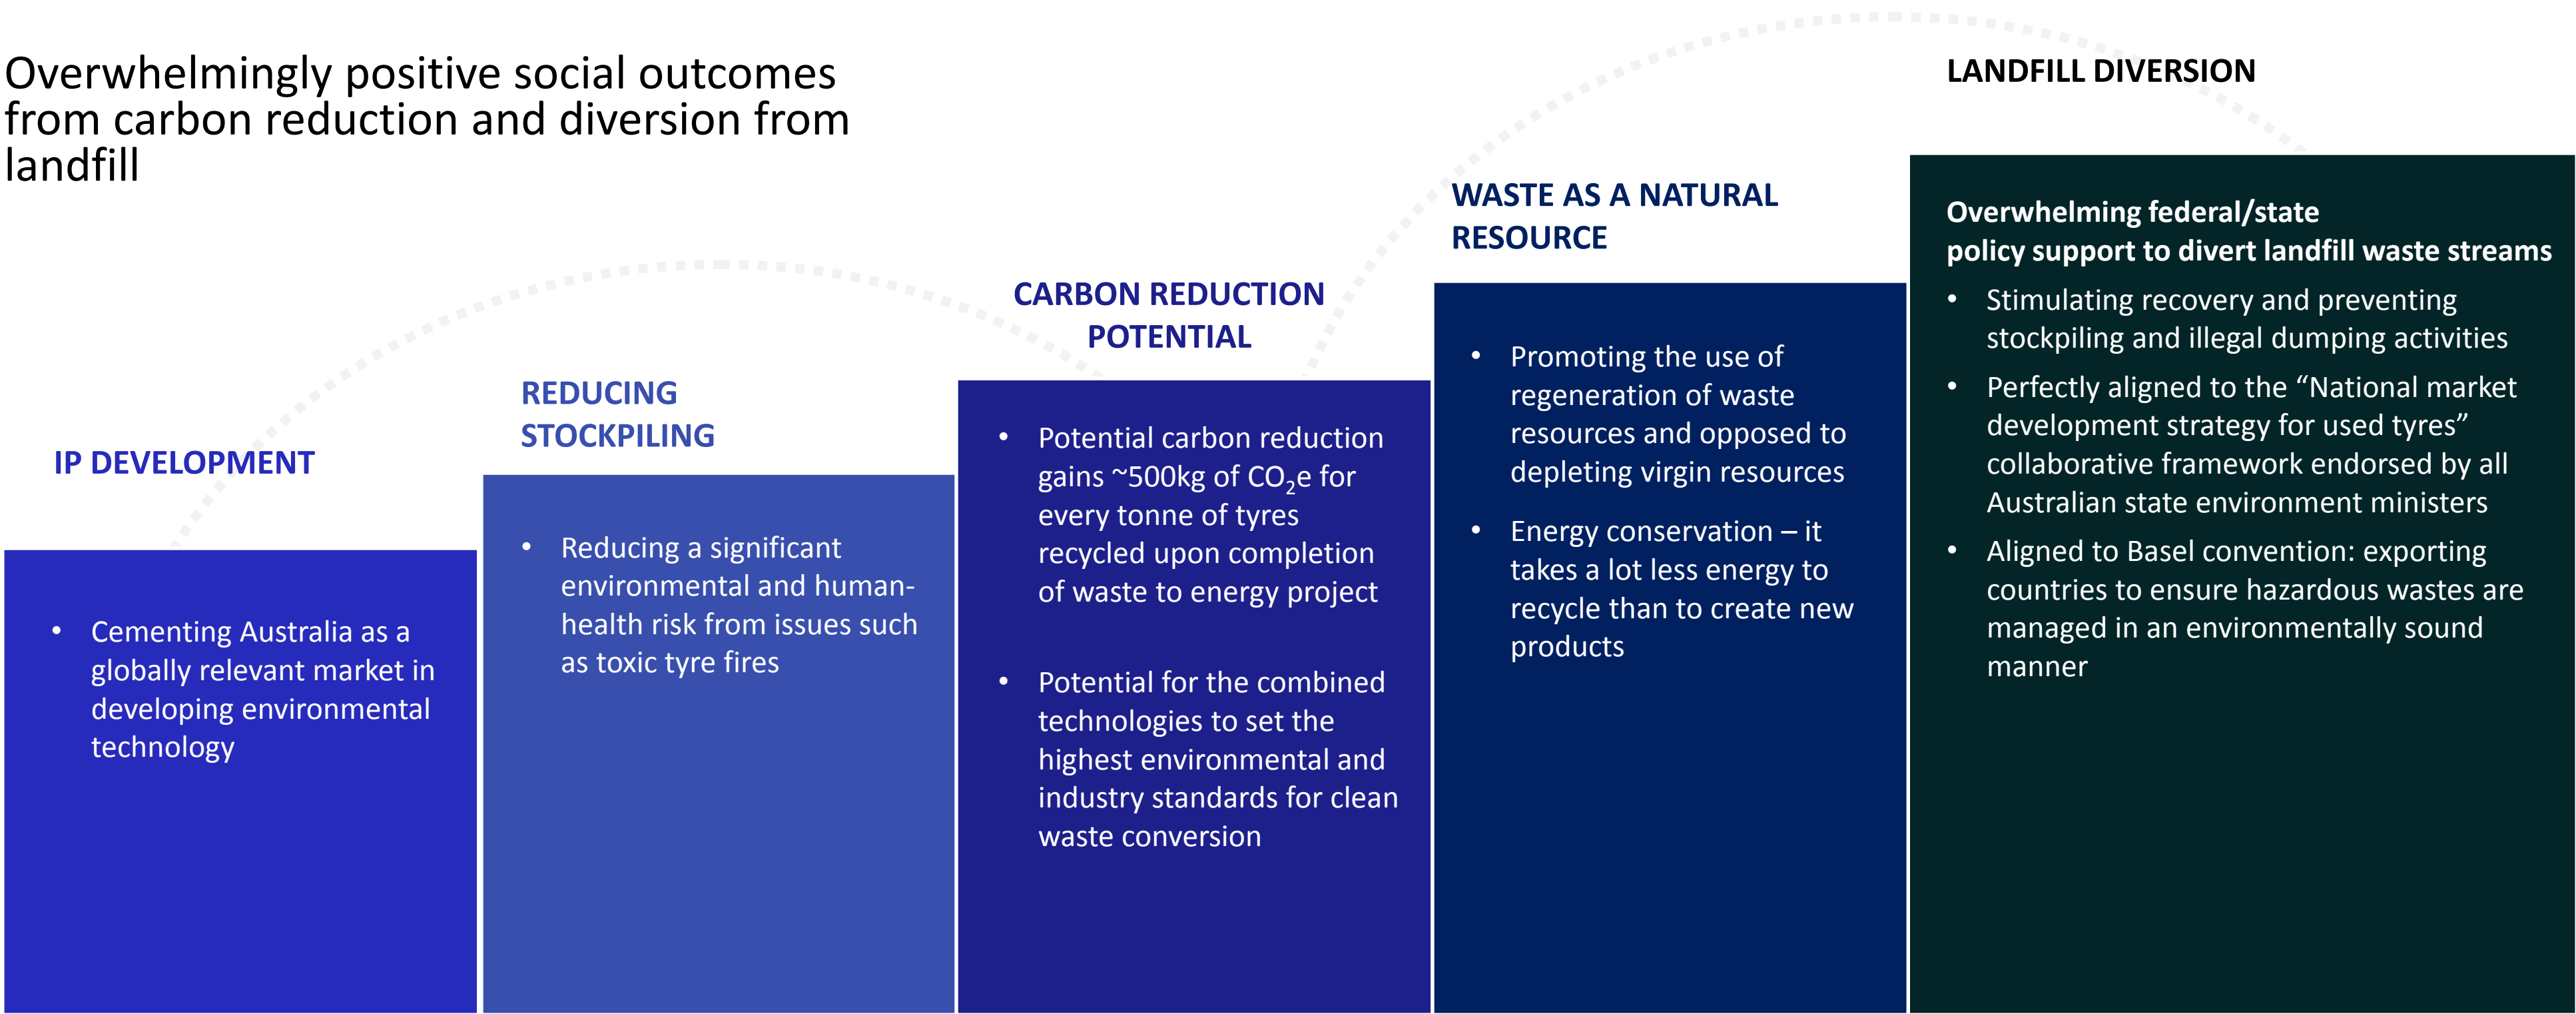 Overwhelmingly positive social outcomes
from carbon reduction and diversion from
landfill
IP DEVELOPMENT
• Cementing Australia as a
globally relevant market in
developing environmental
technology
REDUCING
STOCKPILING
• Reducing a significant
environmental and human-
health risk from issues such
as toxic tyre fires
CARBON REDUCTION
POTENTIAL
• Potential carbon reduction
gains ~500kg of CO₂e for
every tonne of tyres
recycled upon completion
of waste to energy project
• Potential for the combined
technologies to set the
highest environmental and
industry standards for clean
waste conversion
WASTE AS A NATURAL
RESOURCE
• Promoting the use of
regeneration of waste
resources and opposed to
depleting virgin resources
• Energy conservation – it
takes a lot less energy to
recycle than to create new
products
LANDFILL DIVERSION
Overwhelming federal/state
policy support to divert landfill waste streams
• Stimulating recovery and preventing
stockpiling and illegal dumping activities
• Perfectly aligned to the “National market
development strategy for used tyres”
collaborative framework endorsed by all
Australian state environment ministers
• Aligned to Basel convention: exporting
countries to ensure hazardous wastes are
managed in an environmentally sound
manner